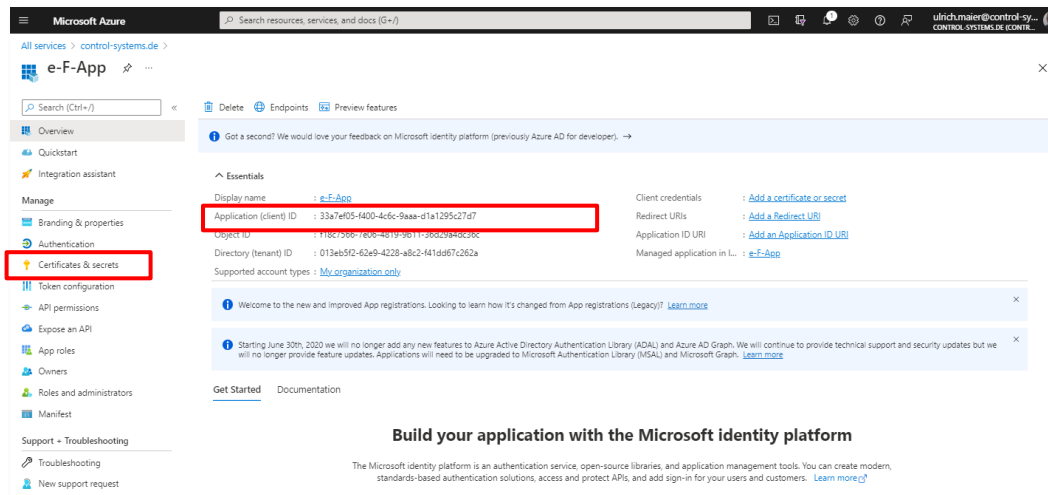 Microsoft Azure
Search resources, services, and docs (G+/)
ulrich.maier@control-sy...
CONTROL-SYSTEMS.DE (CONTR...
All services > control-systems.de >
e-F-App
Search (Ctrl+/)
Delete Endpoints Preview features
Overview
Got a second? We would love your feedback on Microsoft identity platform (previously Azure AD for developer). →
Quickstart
Integration assistant
Essentials
Manage
Display name : e-F-App
Client credentials : Add a certificate or secret
Branding & properties
Application (client) ID : 33a7ef05-f400-4c6c-9aaa-d1a1295c27d7
Redirect URIs : Add a Redirect URI
Authentication
Object ID : f18c7566-7e06-4819-9b11-36d29a4dc36c
Application ID URI : Add an Application ID URI
Certificates & secrets
Directory (tenant) ID : 013eb5f2-62e9-4228-a8c2-f41dd67c262a
Managed application in l... : e-F-App
Supported account types : My organization only
Token configuration
API permissions
Welcome to the new and improved App registrations. Looking to learn how it's changed from App registrations (Legacy)? Learn more
Expose an API
App roles
Starting June 30th, 2020 we will no longer add any new features to Azure Active Directory Authentication Library (ADAL) and Azure AD Graph. We will continue to provide technical support and security updates but we
will no longer provide feature updates. Applications will need to be upgraded to Microsoft Authentication Library (MSAL) and Microsoft Graph. Learn more
Owners
Roles and administrators
Get Started Documentation
Manifest
Support + Troubleshooting
Build your application with the Microsoft identity platform
Troubleshooting
New support request
The Microsoft identity platform is an authentication service, open-source libraries, and application management tools. You can create modern,
standards-based authentication solutions, access and protect APIs, and add sign-in for your users and customers. Learn more